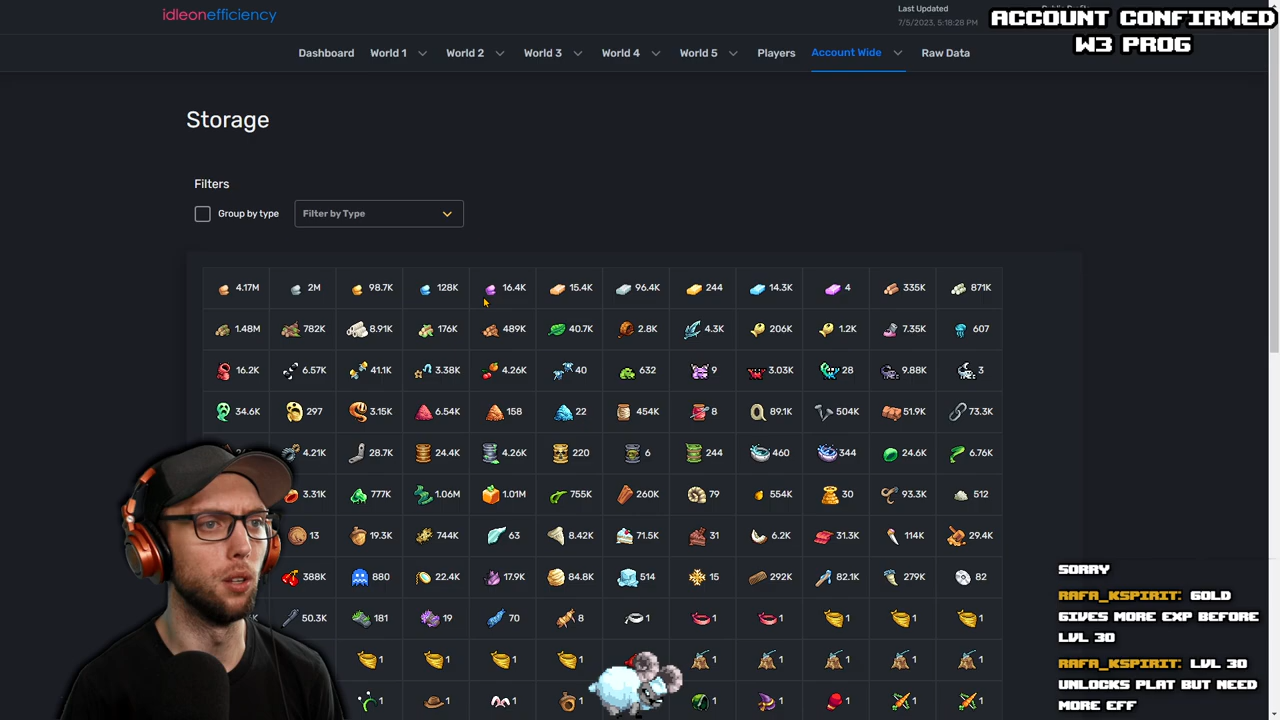 idleonefficiency
Last Updated
7/5/2023, 5:18:28 PM
ACCOUNT CONFIRMED
W3 PROG
Dashboard World 1 World 2 World 3 World 4 World 5 Players Account Wide Raw Data
Storage
Filters
Group by type Filter by Type
4.17M 2M 98.7K 128K 16.4K 15.4K 96.4K 244 14.3K 4 335K 871K
1.48M 782K 8.91K 176K 489K 40.7K 2.8K 4.3K 206K 1.2K 7.35K 607
16.2K 6.57K 41.1K 3.38K 4.26K 40 632 9 3.03K 28 9.88K 3
34.6K 297 3.15K 6.54K 158 22 454K 8 89.1K 504K 51.9K 73.3K
4.21K 28.7K 24.4K 4.26K 220 6 244 460 344 24.6K 6.76K
3.31K 777K 1.06M 1.01M 755K 260K 79 554K 30 93.3K 512
13 19.3K 744K 63 8.42K 71.5K 31 6.2K 31.3K 114K 29.4K
388K 880 22.4K 17.9K 84.8K 514 15 292K 82.1K 279K 82
50.3K 181 19 70 8 1 1 1 1 1 1
1 1 1 1 1 1 1 1 1
1 1 1 1 1 1 1 1 1
SORRY
RAFA_KSPIRIT: GOLD
GIVES MORE EXP BEFORE
LVL 30
RAFA_KSPIRIT: LVL 30
UNLOCKS PLAT BUT NEED
MORE EFF